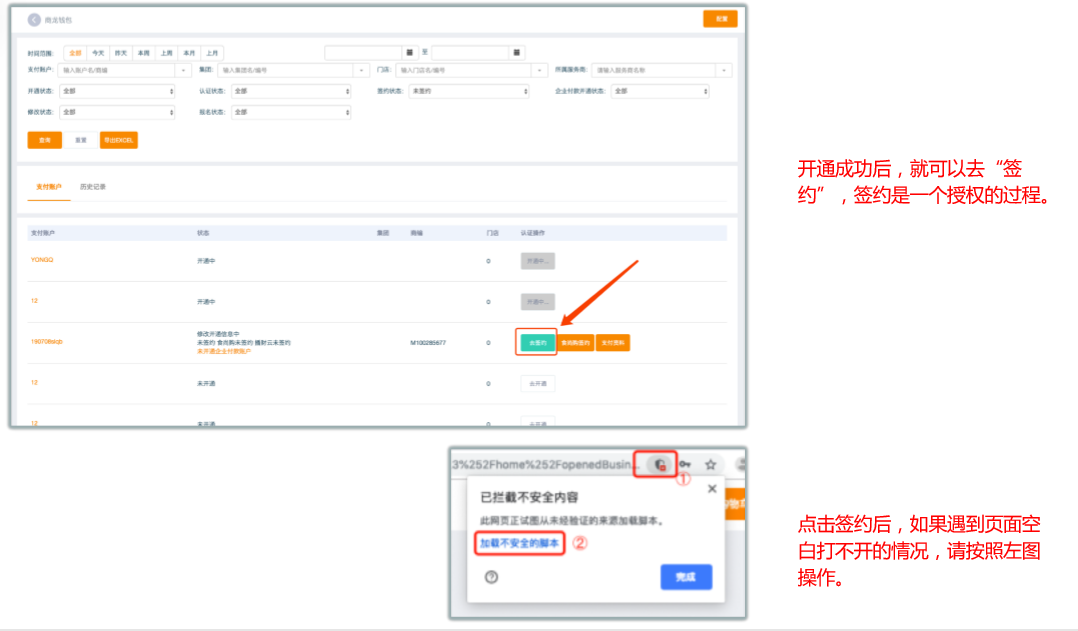 商龙钱包
配置
时间范围: 全部 今天 昨天 本周 上周 本月 上月 至
支付账户: 输入账户名/商编 集团: 输入集团名/编号 门店: 输入门店名/编号 所属服务商: 请输入服务商名称
开通状态: 全部 认证状态: 全部 签约状态: 未签约 企业付款开通状态: 全部
修改状态: 全部 报名状态: 全部
查询 重置 导出EXCEL
支付账户 历史记录
支付账户 状态 集团 商编 门店 认证操作
YONGQ 开通中 0 开通中...
12 开通中 0 开通中...
修改开通信息中
未签约 食尚购未签约 膳财云未签约
未开通企业付款账户
M100285677 0 去签约 食尚购签约 支付资料
12 未开通 0 去开通
12 未开通 0 去开通
开通成功后，就可以去“签
约”，签约是一个授权的过程。
3%252Fhome%252FopenedBusin...
①
已拦截不安全内容
此网页正试图从未经验证的来源加载脚本。
加载不安全的脚本 ②
完成
点击签约后，如果遇到页面空
白打不开的情况，请按照左图
操作。